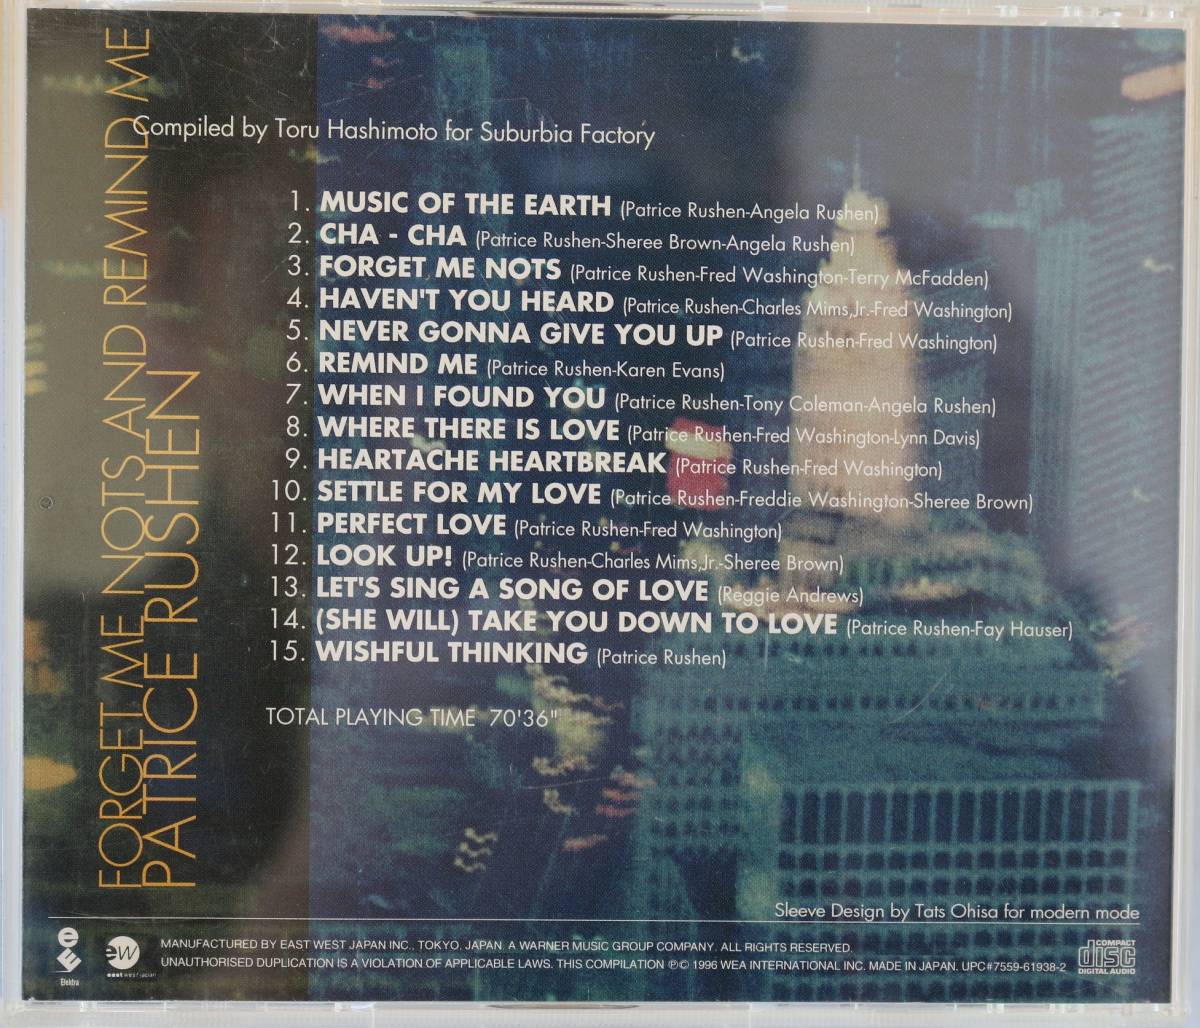 FORGET ME NOTS AND REMIND ME
PATRICE RUSHEN
Compiled by Toru Hashimoto for Suburbia Factory
1. MUSIC OF THE EARTH (Patrice Rushen-Angela Rushen)
2. CHA - CHA (Patrice Rushen-Sheree Brown-Angela Rushen)
3. FORGET ME NOTS (Patrice Rushen-Fred Washington-Terry McFadden)
4. HAVEN'T YOU HEARD (Patrice Rushen-Charles Mims,Jr.-Fred Washington)
5. NEVER GONNA GIVE YOU UP (Patrice Rushen-Fred Washington)
6. REMIND ME (Patrice Rushen-Karen Evans)
7. WHEN I FOUND YOU (Patrice Rushen-Tony Coleman-Angela Rushen)
8. WHERE THERE IS LOVE (Patrice Rushen-Fred Washington-Lynn Davis)
9. HEARTACHE HEARTBREAK (Patrice Rushen-Fred Washington)
10. SETTLE FOR MY LOVE (Patrice Rushen-Freddie Washington-Sheree Brown)
11. PERFECT LOVE (Patrice Rushen-Fred Washington)
12. LOOK UP! (Patrice Rushen-Charles Mims,Jr.-Sheree Brown)
13. LET'S SING A SONG OF LOVE (Reggie Andrews)
14. (SHE WILL) TAKE YOU DOWN TO LOVE (Patrice Rushen-Fay Hauser)
15. WISHFUL THINKING (Patrice Rushen)
TOTAL PLAYING TIME 70'36"
Sleeve Design by Tats Ohisa for modern mode
Elektra
ew
east west japan
MANUFACTURED BY EAST WEST JAPAN INC., TOKYO, JAPAN. A WARNER MUSIC GROUP COMPANY. ALL RIGHTS RESERVED.
UNAUTHORISED DUPLICATION IS A VIOLATION OF APPLICABLE LAWS. THIS COMPILATION ℗© 1996 WEA INTERNATIONAL INC. MADE IN JAPAN. UPC#7559-61938-2
COMPACT
disc
DIGITAL AUDIO